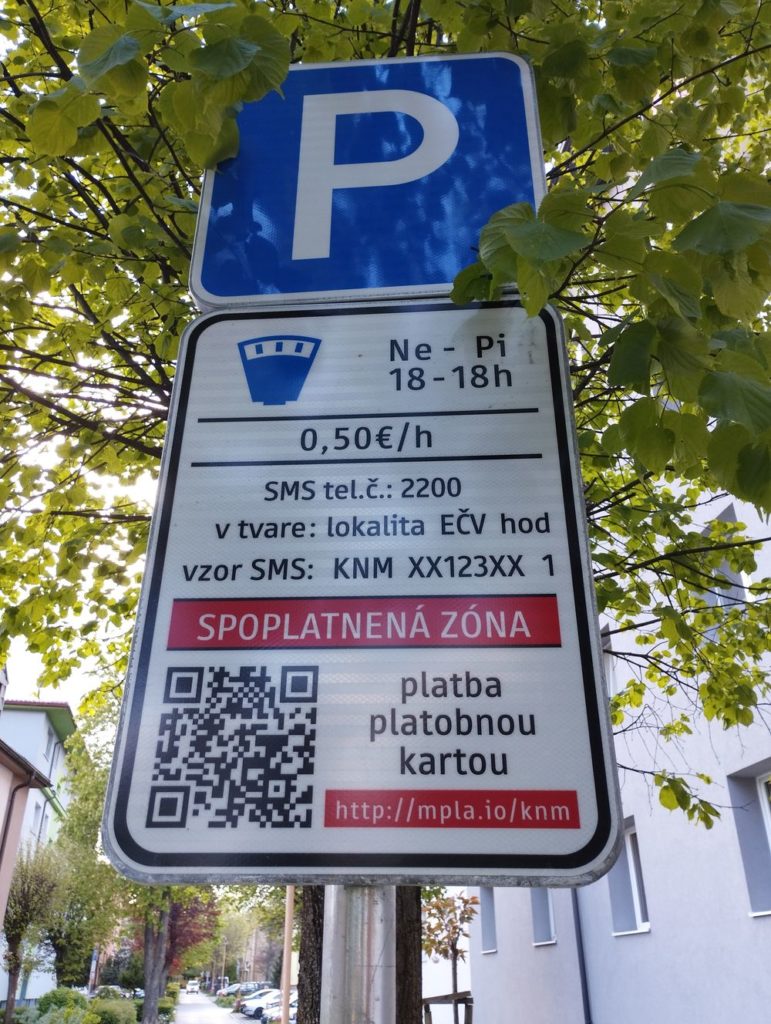 P
Ne - Pi
18-18h
0,50€/h
SMS tel.č.: 2200
v tvare: lokalita EČV hod
vzor SMS: KNM XX123XX 1
SPOPLATNENÁ ZÓNA
platba
platobnou
kartou
http://mpla.io/knm